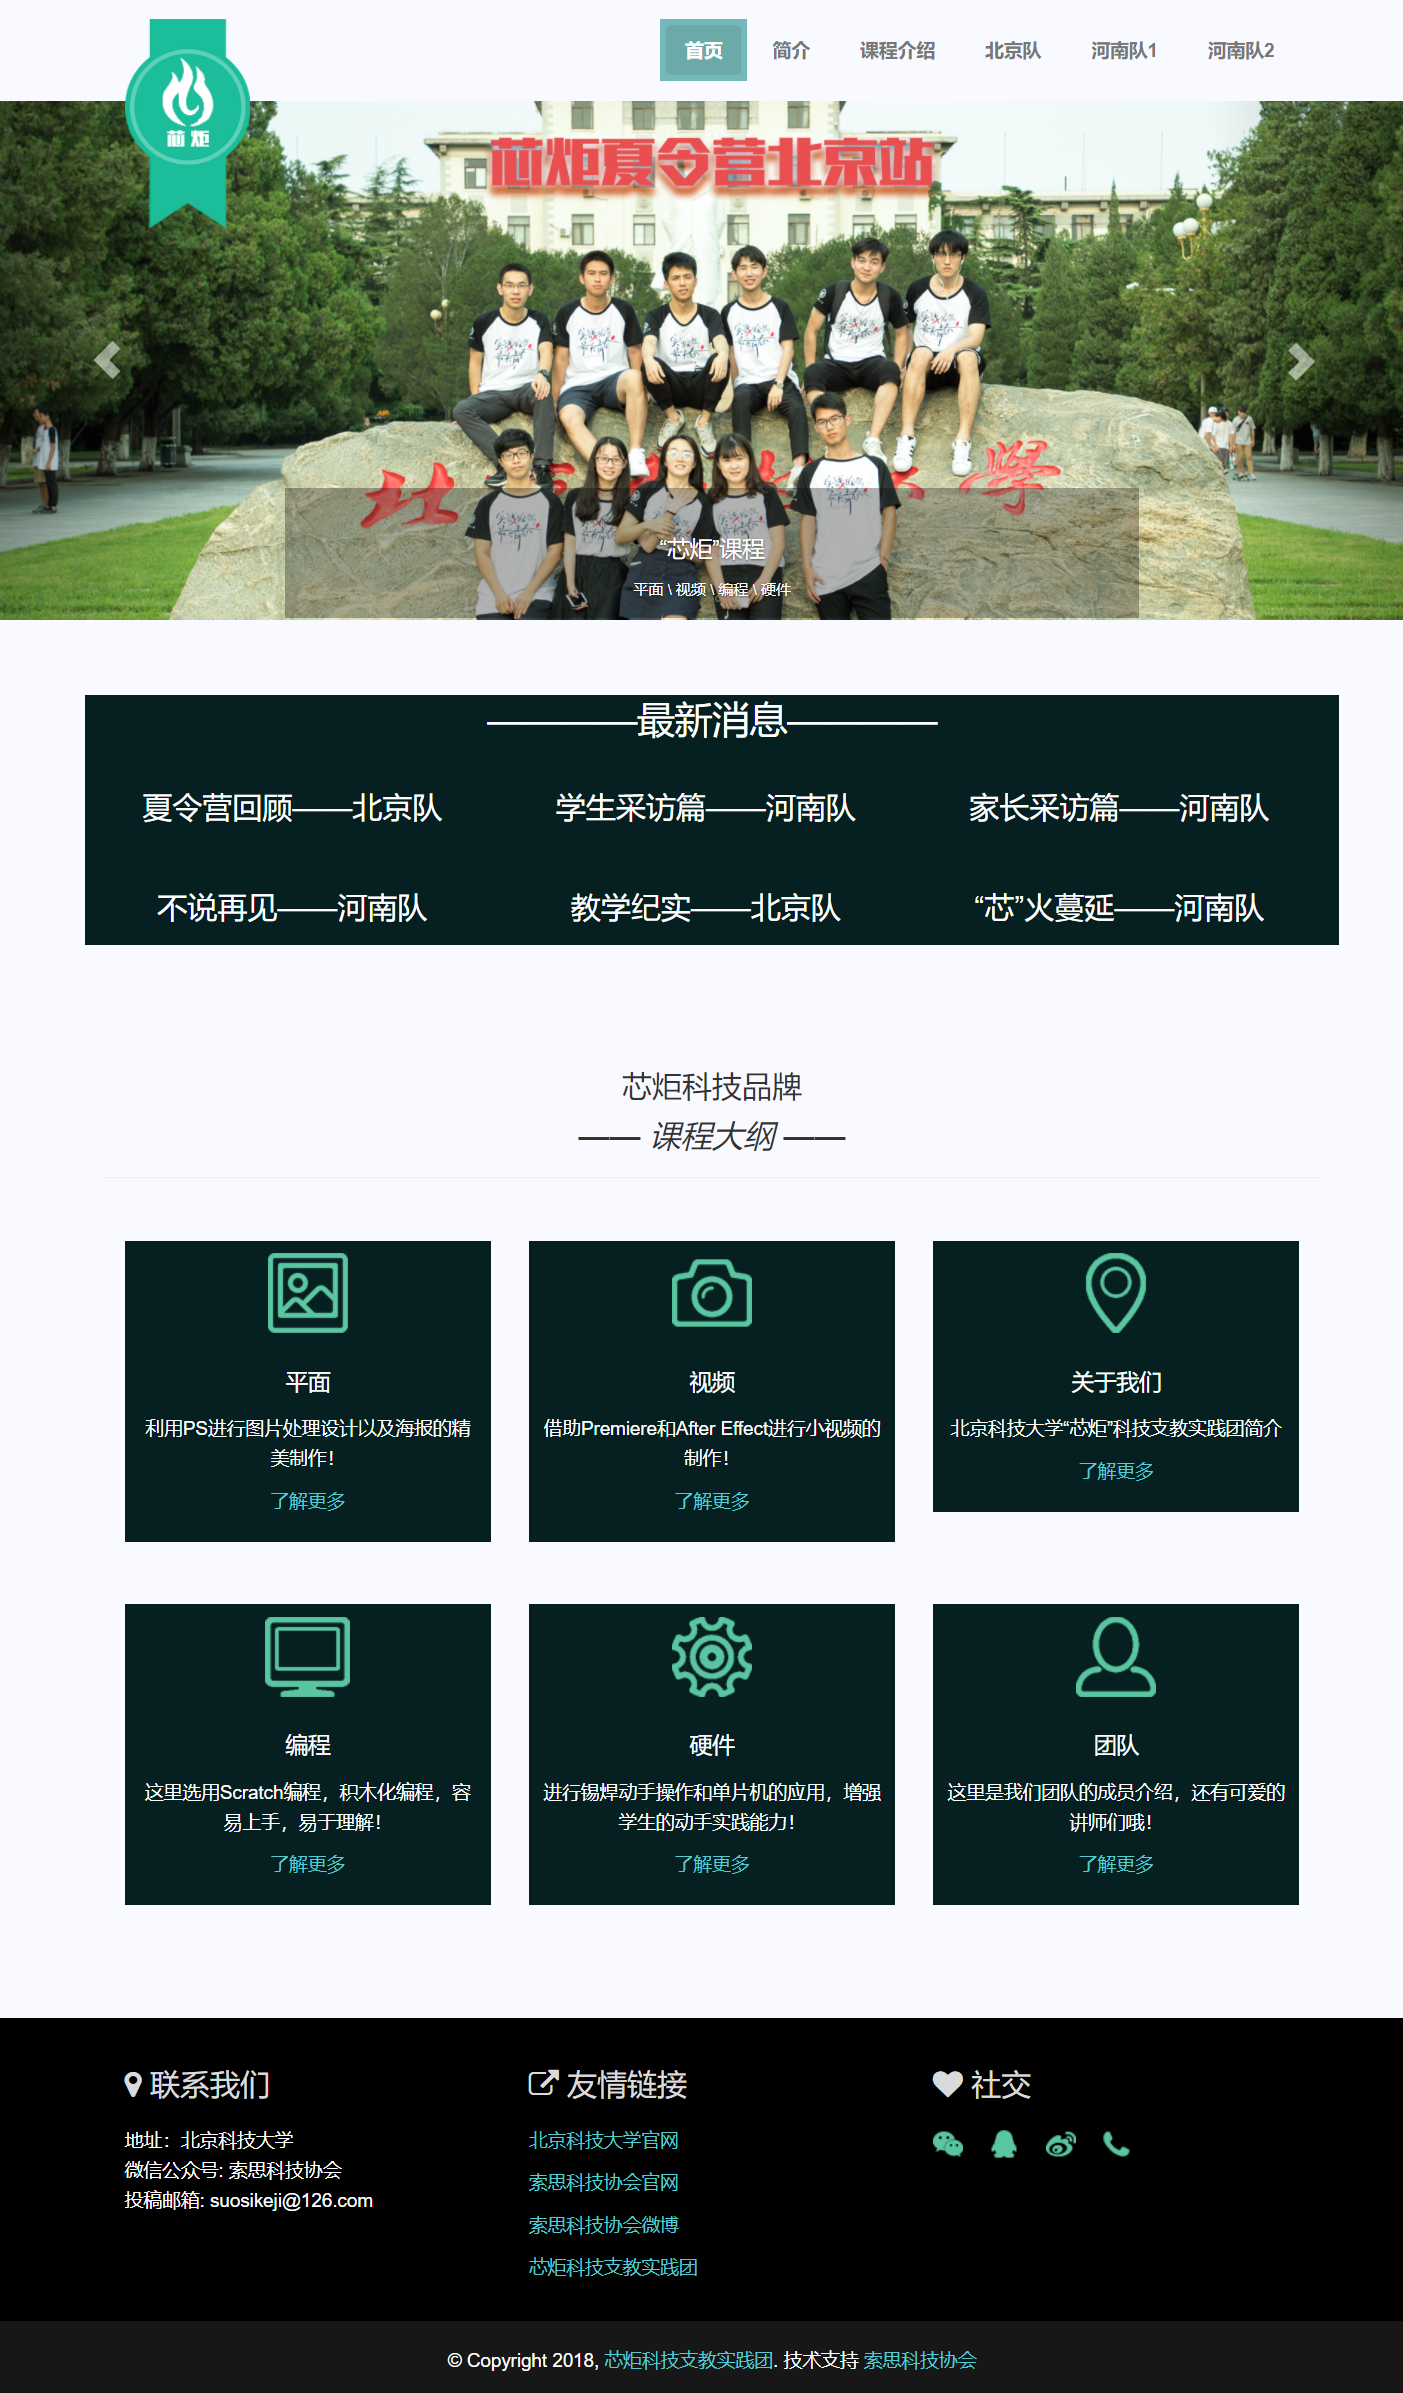 首页
简介
课程介绍
北京队
河南队1
河南队2
芯炬
芯炬夏令营北京站
“芯炬”课程
平面 \ 视频 \ 编程 \ 硬件
————最新消息————
夏令营回顾——北京队
学生采访篇——河南队
家长采访篇——河南队
不说再见——河南队
教学纪实——北京队
“芯”火蔓延——河南队
芯炬科技品牌
—— 课程大纲 ——
平面
利用PS进行图片处理设计以及海报的精
美制作！
了解更多
视频
借助Premiere和After Effect进行小视频的
制作！
了解更多
关于我们
北京科技大学“芯炬”科技支教实践团简介
了解更多
编程
这里选用Scratch编程，积木化编程，容
易上手，易于理解！
了解更多
硬件
进行锡焊动手操作和单片机的应用，增强
学生的动手实践能力！
了解更多
团队
这里是我们团队的成员介绍，还有可爱的
讲师们哦！
了解更多
联系我们
地址：北京科技大学
微信公众号: 索思科技协会
投稿邮箱: suosikeji@126.com
友情链接
北京科技大学官网
索思科技协会官网
索思科技协会微博
芯炬科技支教实践团
社交
© Copyright 2018, 芯炬科技支教实践团. 技术支持 索思科技协会